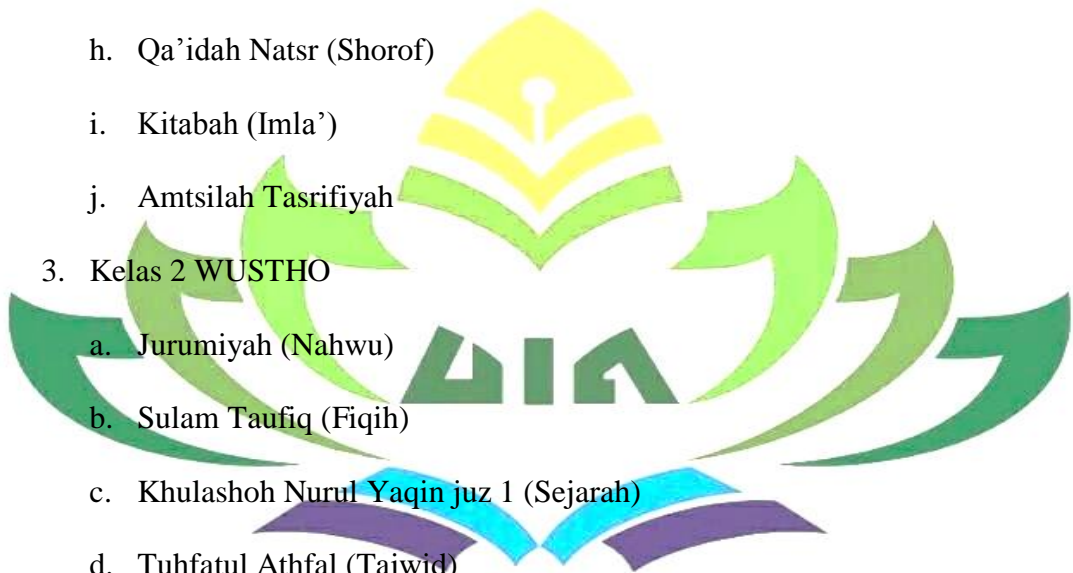 h. Qa’idah Natsr (Shorof)
i. Kitabah (Imla’)
j. Amtsilah Tasrifiyah
3. Kelas 2 WUSTHO
a. Jurumiyah (Nahwu)
UIN
b. Sulam Taufiq (Fiqih)
c. Khulashoh Nurul Yaqin juz 1 (Sejarah)
d. Tuhfatul Athfal (Tajwid)